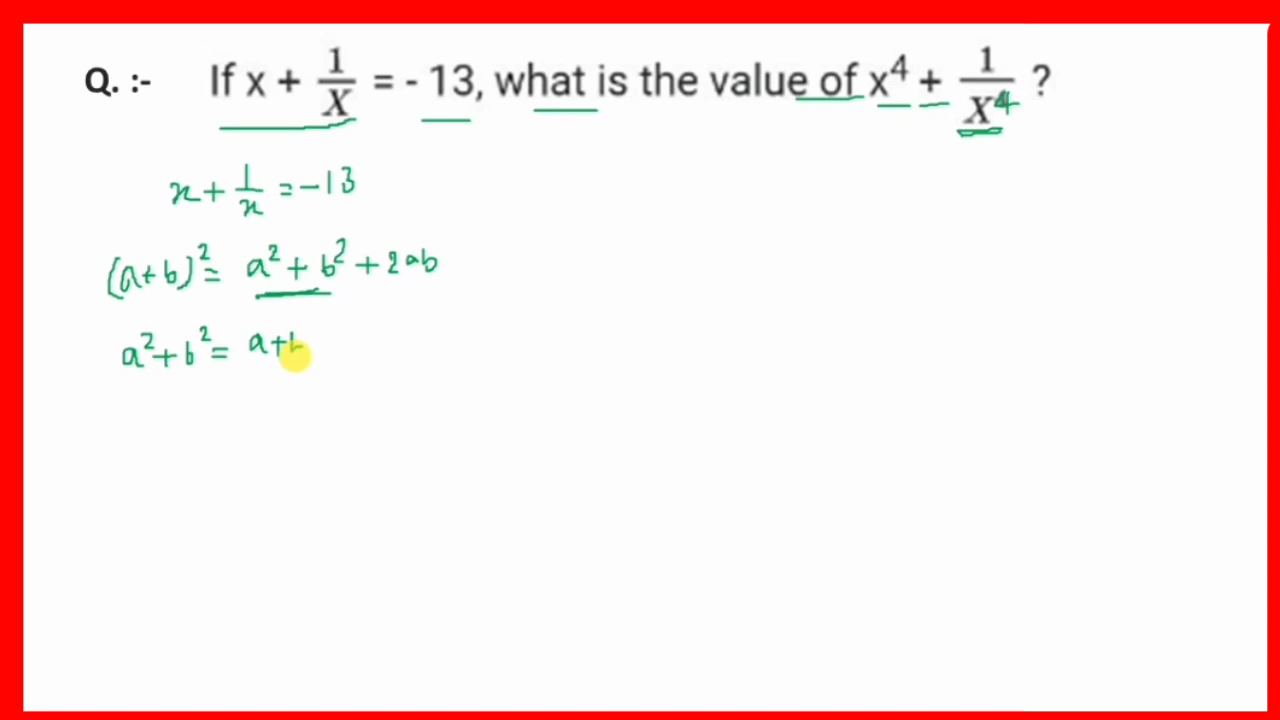 Q. :- If x + 1/X = - 13, what is the value of x⁴ + 1/X⁴ ?
x + 1/x = -13
(a+b)² = a² + b² + 2ab
a² + b² = a+